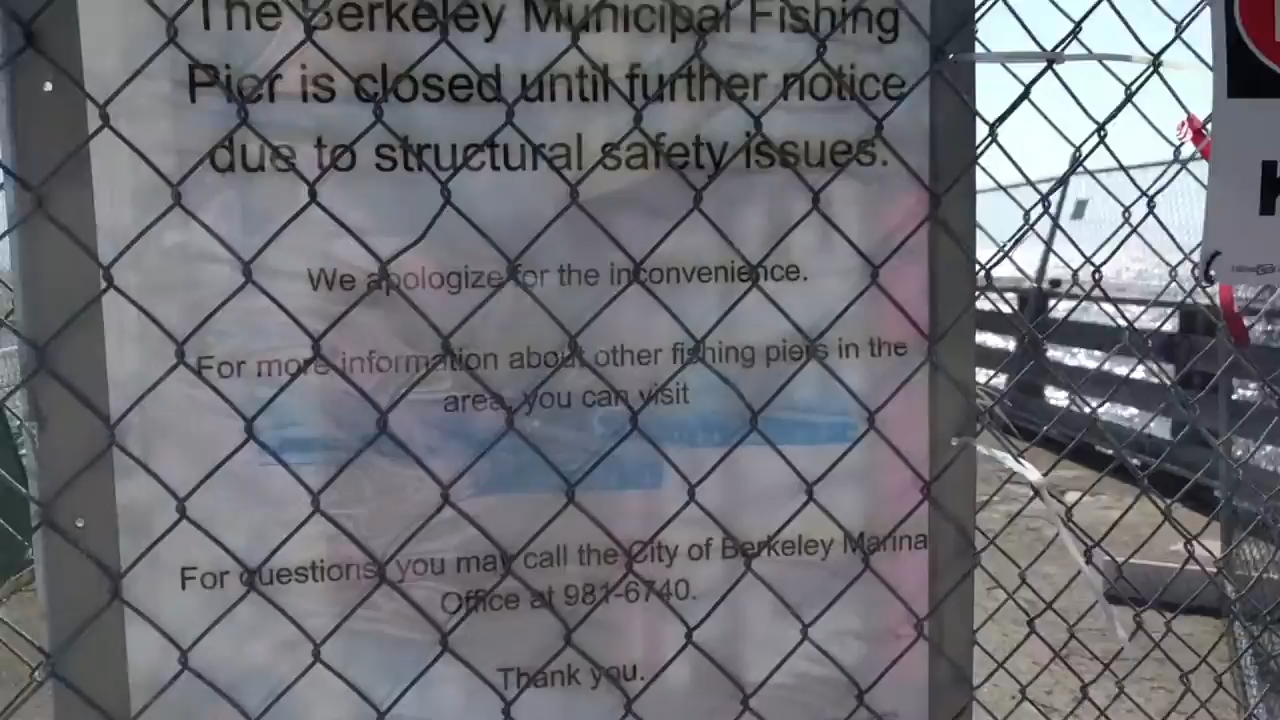 The Berkeley Municipal Fishing
Pier is closed until further notice
due to structural safety issues.
We apologize for the inconvenience.
For more information about other fishing piers in the
area, you can visit
For questions, you may call the City of Berkeley Marina
Office at 981-6740.
Thank you.